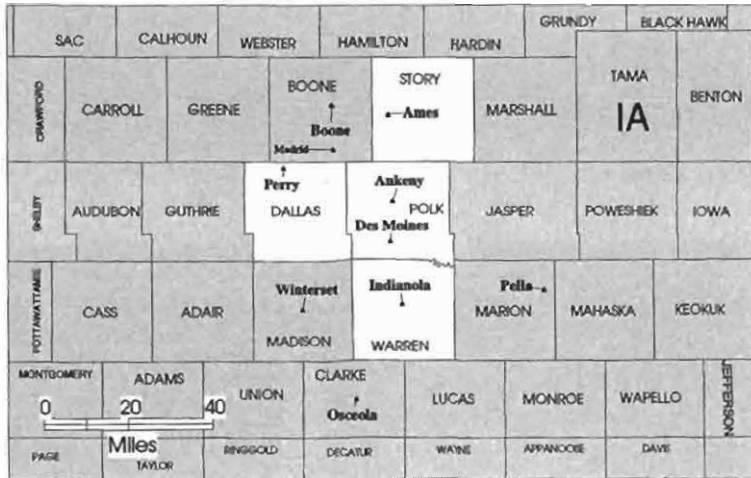 GRUNDY BLACK HAWK
SAC CALHOUN WEBSTER HAMILTON HARDIN
CRAWFORD CARROLL GREENE BOONE STORY MARSHALL TAMA BENTON
IA
Boone Ames
Madrid
Perry Ankeny
SHELBY AUDUBON GUTHRIE DALLAS POLK JASPER POWESHIEK IOWA
Des Moines
Winterset Indianola Pella
POTTAWATTAMIE CASS ADAIR MADISON WARREN MARION MAHASKA KEOKUK
MONTGOMERY ADAMS UNION CLARKE LUCAS MONROE WAPELLO JEFFERSON
0 20 40
Osceola
Miles
PAGE TAYLOR RINGGOLD DECATUR WAYNE APPANOOSE DAVIS